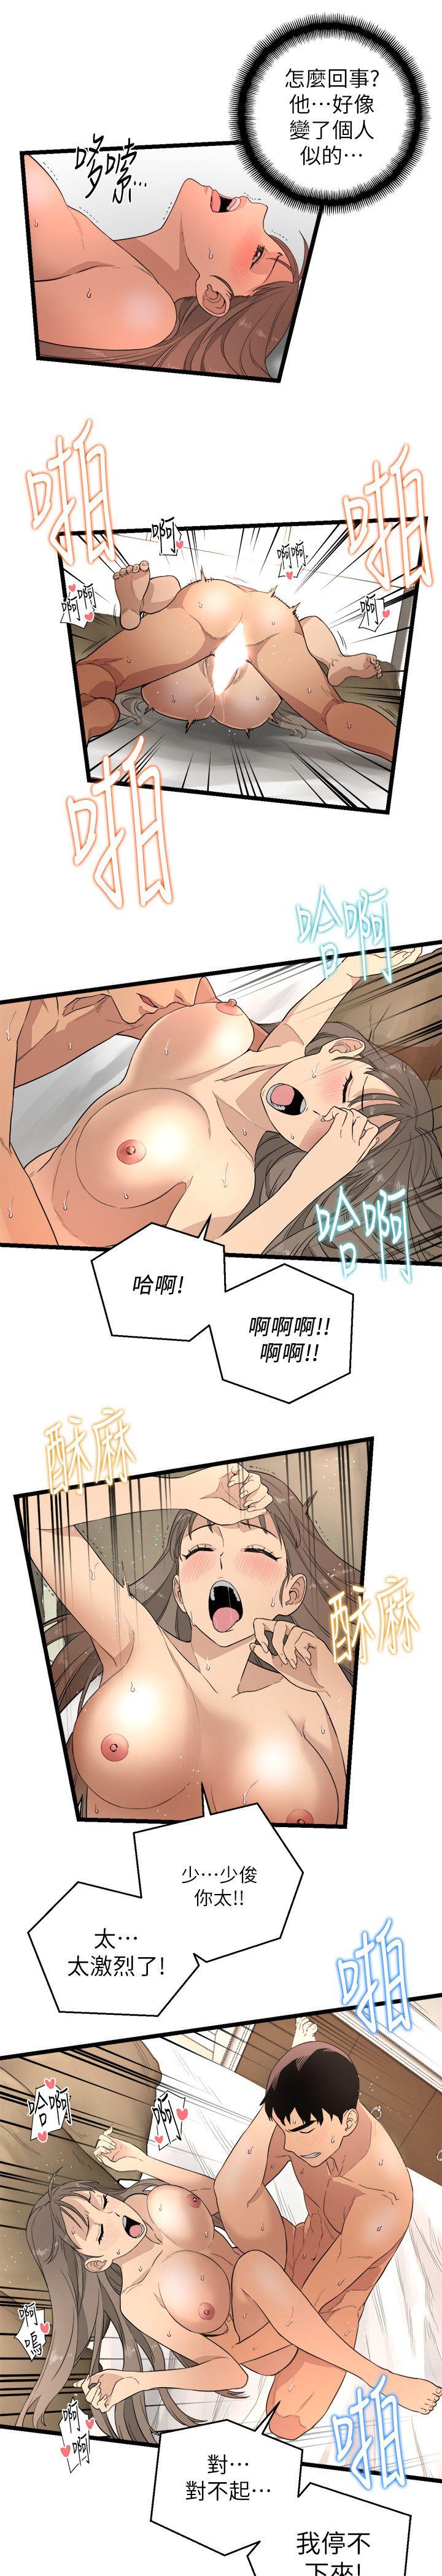 怎麼回事?
他…好像
變了個人
似的…
哆嗦…
啪
啪
啊
啊啊
啊啊
啊
啪
哈啊
哈啊
哈啊!
啊啊啊!!
啊啊!!
酥麻
酥麻
少…少俊
你太!!
太…
太激烈了!
啪
哈啊
啊
啊
嗚
啊
啊
啪
對…
對不起…
我停不
下來!